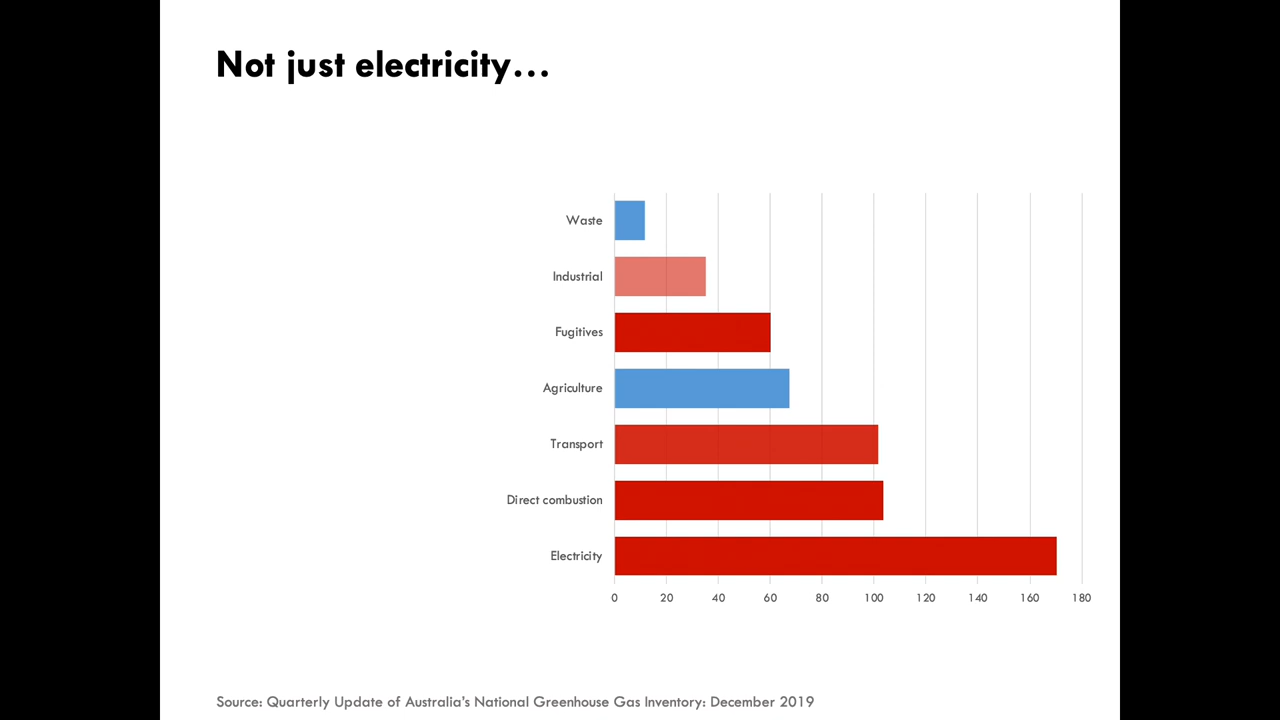 Not just electricity…
Waste
Industrial
Fugitives
Agriculture
Transport
Direct combustion
Electricity
0 20 40 60 80 100 120 140 160 180
Source: Quarterly Update of Australia's National Greenhouse Gas Inventory: December 2019